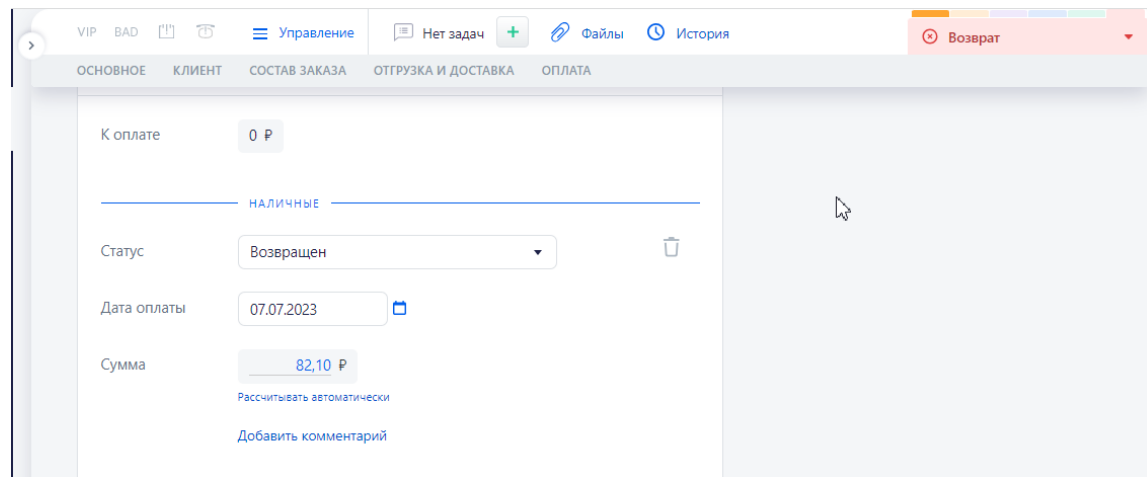 VIP BAD Управление Нет задач + Файлы История Возврат
ОСНОВНОЕ КЛИЕНТ СОСТАВ ЗАКАЗА ОТГРУЗКА И ДОСТАВКА ОПЛАТА
К оплате 0 ₽
НАЛИЧНЫЕ
Статус Возвращен
Дата оплаты 07.07.2023
Сумма 82,10 ₽
Рассчитывать автоматически
Добавить комментарий